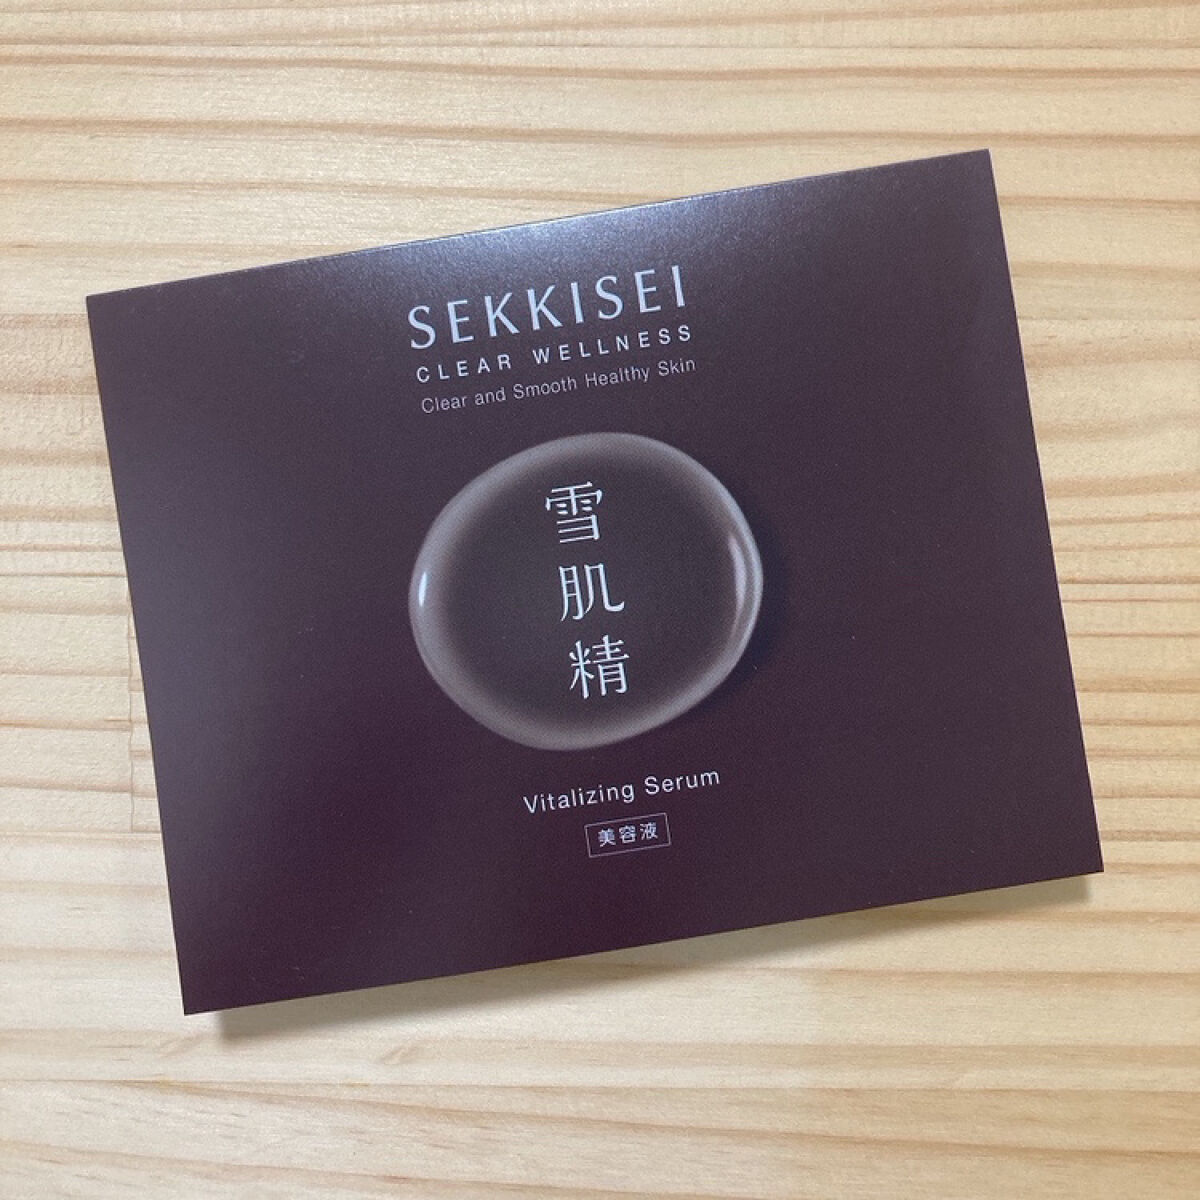 SEKKISEI
CLEAR WELLNESS
Clear and Smooth Healthy Skin
雪肌精
Vitalizing Serum
美容液